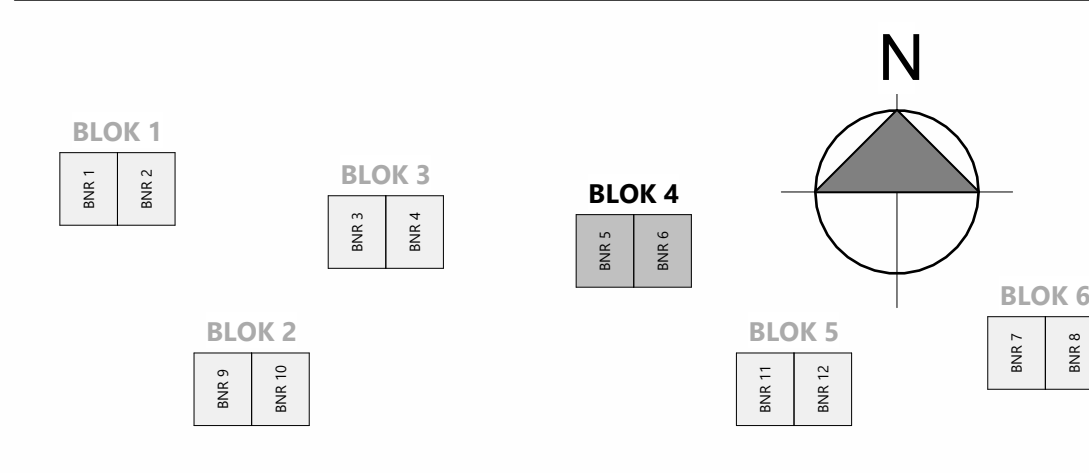 N
BLOK 1
BNR 1
BNR 2
BLOK 3
BNR 3
BNR 4
BLOK 4
BNR 5
BNR 6
BLOK 6
BNR 7
BNR 8
BLOK 2
BNR 9
BNR 10
BLOK 5
BNR 11
BNR 12